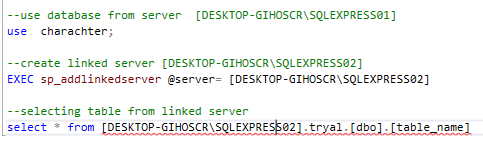 --use database from server  [DESKTOP-GIHOSCR\SQLEXPRESS01]
use  charachter;
--create linked server [DESKTOP-GIHOSCR\SQLEXPRESS02]
EXEC sp_addlinkedserver @server= [DESKTOP-GIHOSCR\SQLEXPRESS02]
--selecting table from linked server
select * from [DESKTOP-GIHOSCR\SQLEXPRESS02].tryal.[dbo].[table_name]